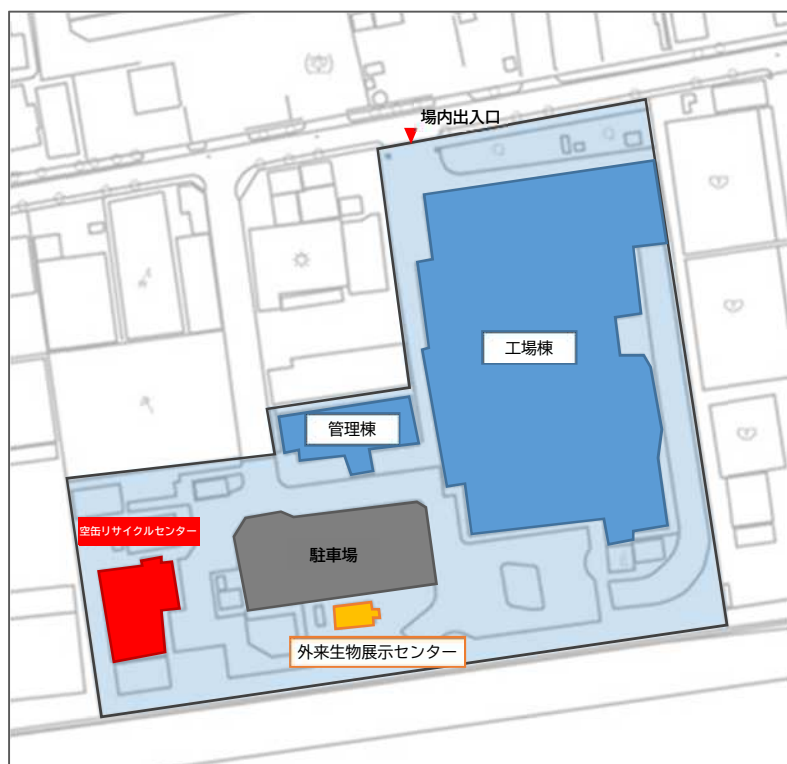 場内出入口
工場棟
管理棟
空缶リサイクルセンター
駐車場
外来生物展示センター